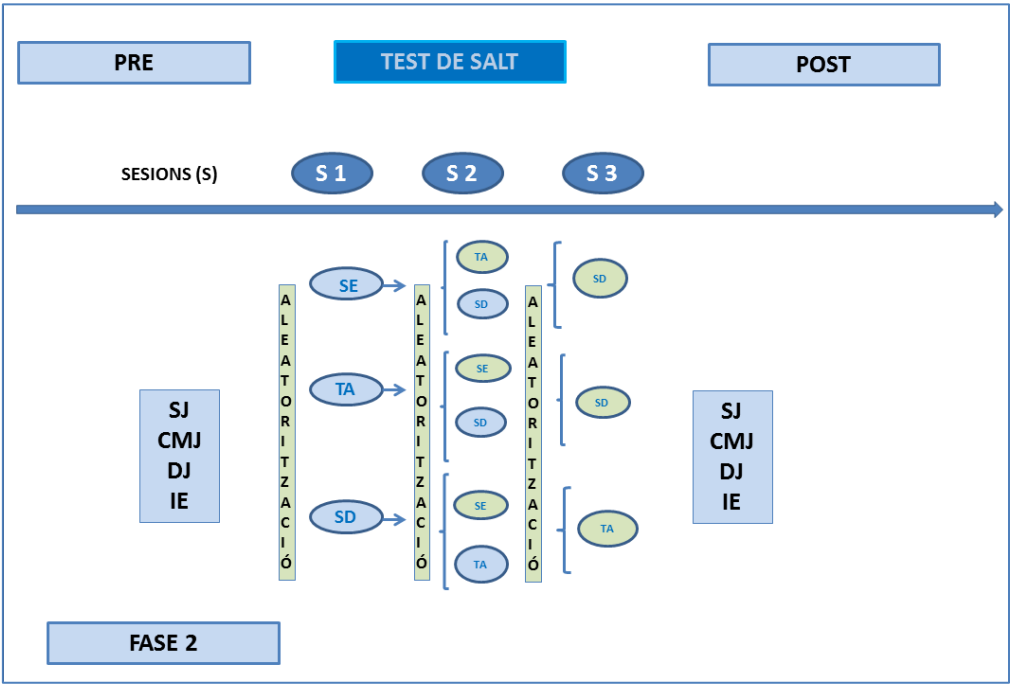 PRE
TEST DE SALT
POST
SESIONS (S)
S 1
S 2
S 3
ALEATORITZACIÓ
SE
TA
SD
ALEATORITZACIÓ
TA
SD
SE
SD
SE
TA
ALEATORITZACIÓ
SD
SD
TA
SJ
CMJ
DJ
IE
SJ
CMJ
DJ
IE
FASE 2